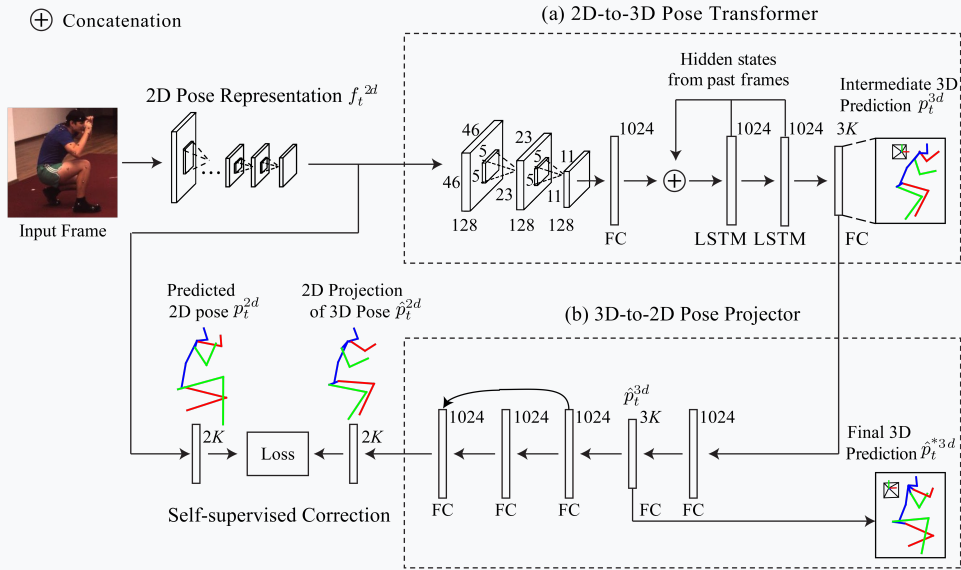 Concatenation
(a) 2D-to-3D Pose Transformer
Hidden states
from past frames
Intermediate 3D
Prediction p_t^{3d}
2D Pose Representation f_t^{2d}
46
23
5
5
11
1024
1024
1024
3K
46
5
23
5
11
128
128
128
FC
LSTM
LSTM
FC
Input Frame
Predicted
2D pose p_t^{2d}
2D Projection
of 3D Pose p̂_t^{2d}
(b) 3D-to-2D Pose Projector
p̂_t^{3d}
1024
1024
1024
3K
1024
2K
Loss
2K
FC
FC
FC
FC
FC
Final 3D
Prediction p̂_t^{*3d}
Self-supervised Correction